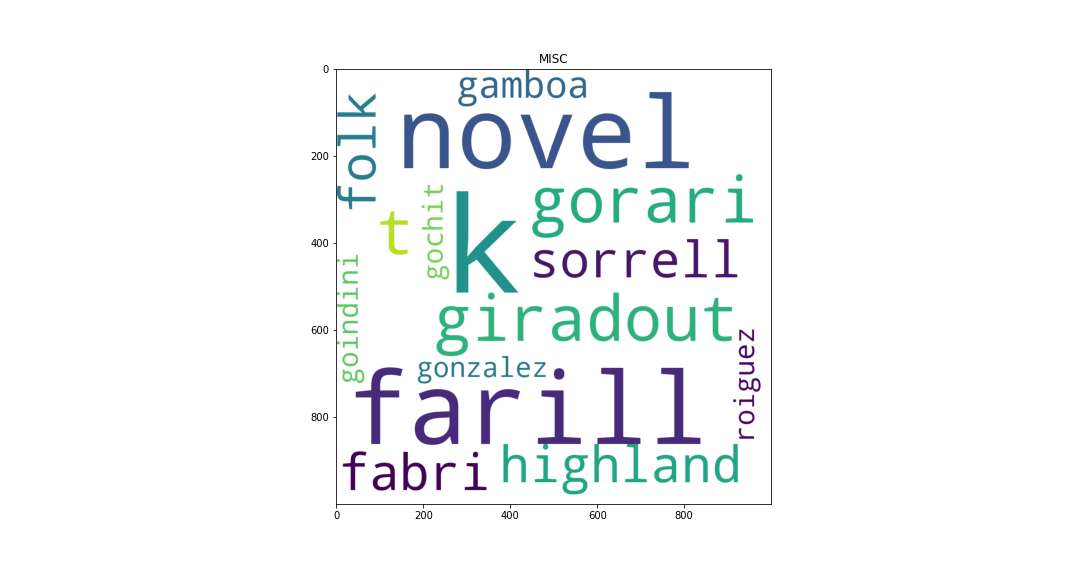 MISC
0
200
400
600
800
0
200
400
600
800
gamboa
folk
novel
gorari
t
gochit
k
sorrell
goindini
giradout
roiguez
gonzalez
farill
fabri
highland